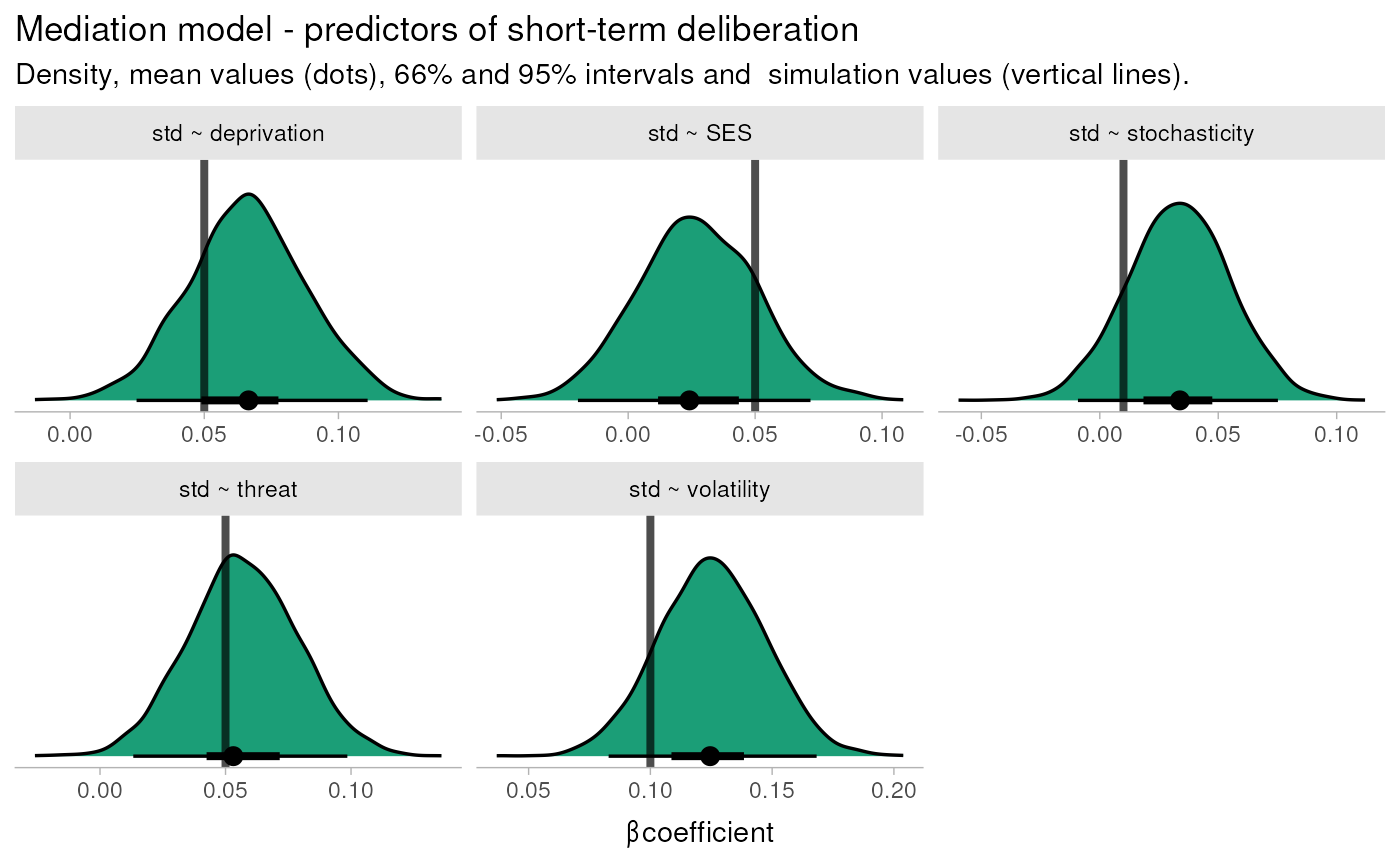 Mediation model - predictors of short-term deliberation
Density, mean values (dots), 66% and 95% intervals and  simulation values (vertical lines).
std ~ deprivation
std ~ SES
std ~ stochasticity
0.00 0.05 0.10
-0.05 0.00 0.05 0.10
-0.05 0.00 0.05 0.10
std ~ threat
std ~ volatility
0.00 0.05 0.10
0.05 0.10 0.15 0.20
βcoefficient